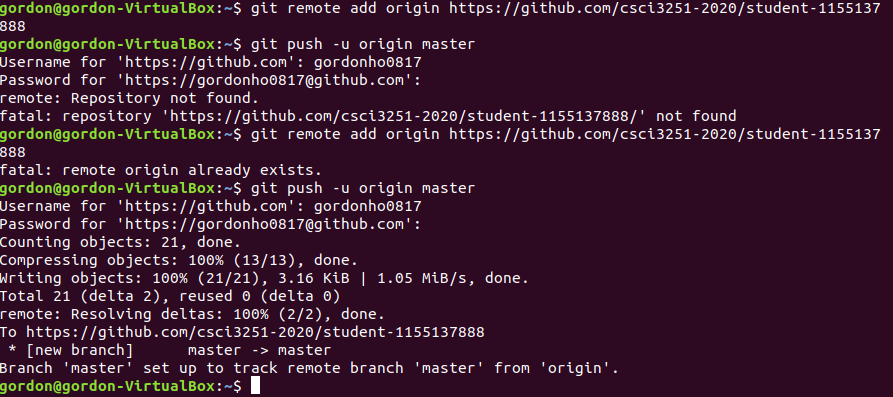 gordon@gordon-VirtualBox:~$ git remote add origin https://github.com/csci3251-2020/student-1155137
888
gordon@gordon-VirtualBox:~$ git push -u origin master
Username for 'https://github.com': gordonho0817
Password for 'https://gordonho0817@github.com':
remote: Repository not found.
fatal: repository 'https://github.com/csci3251-2020/student-1155137888/' not found
gordon@gordon-VirtualBox:~$ git remote add origin https://github.com/csci3251-2020/student-1155137
888
fatal: remote origin already exists.
gordon@gordon-VirtualBox:~$ git push -u origin master
Username for 'https://github.com': gordonho0817
Password for 'https://gordonho0817@github.com':
Counting objects: 21, done.
Compressing objects: 100% (13/13), done.
Writing objects: 100% (21/21), 3.16 KiB | 1.05 MiB/s, done.
Total 21 (delta 2), reused 0 (delta 0)
remote: Resolving deltas: 100% (2/2), done.
To https://github.com/csci3251-2020/student-1155137888
 * [new branch]      master -> master
Branch 'master' set up to track remote branch 'master' from 'origin'.
gordon@gordon-VirtualBox:~$